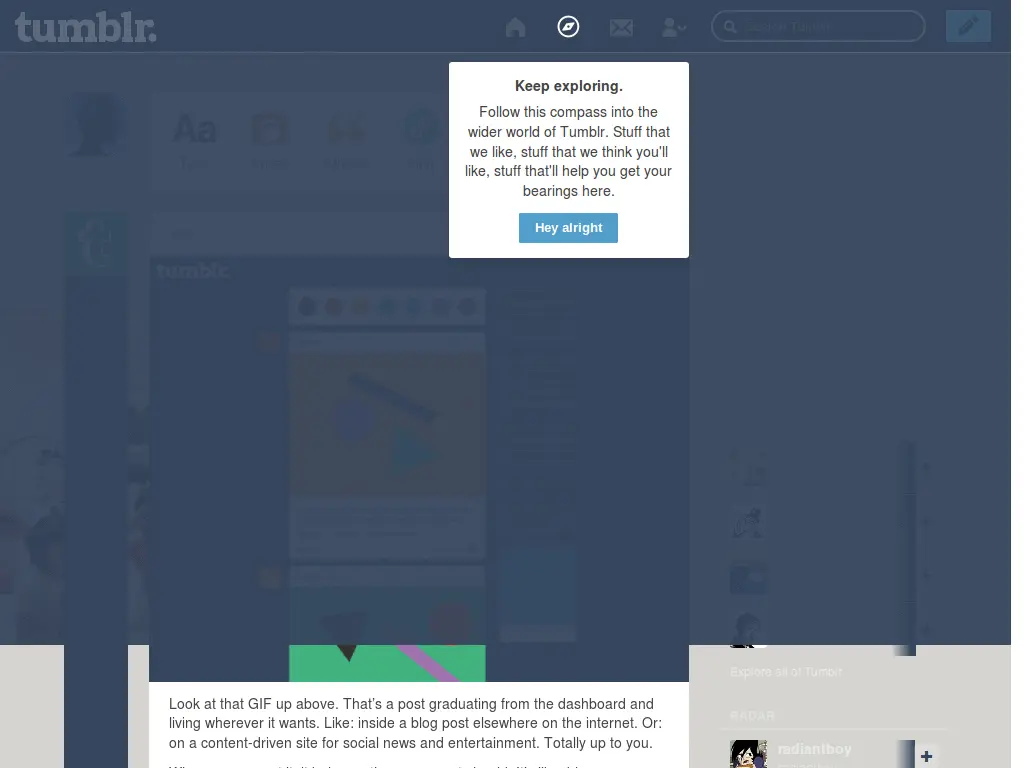 tumblr.
Search Tumblr
Keep exploring.
Follow this compass into the
wider world of Tumblr. Stuff that
we like, stuff that we think you'll
like, stuff that'll help you get your
bearings here.
Hey alright
Aa
tumblr.
Look at that GIF up above. That's a post graduating from the dashboard and
living wherever it wants. Like: inside a blog post elsewhere on the internet. Or:
on a content-driven site for social news and entertainment. Totally up to you.
Explore all of Tumblr
RADAR
radiantboy